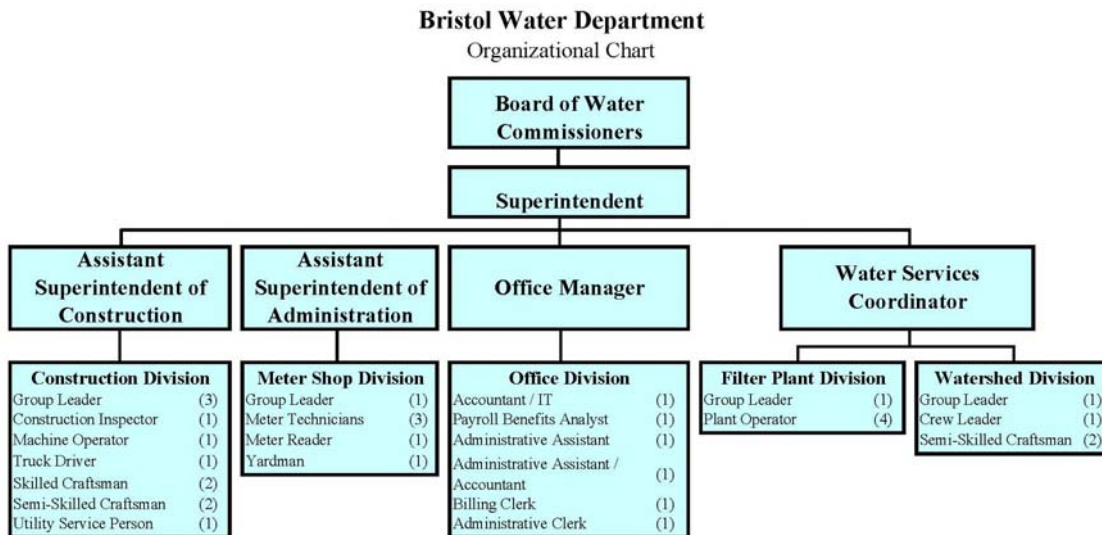 Bristol Water Department
Organizational Chart
Board of Water
Commissioners
Superintendent
Assistant
Superintendent of
Construction
Assistant
Superintendent of
Administration
Office Manager
Water Services
Coordinator
Construction Division
Group Leader (3)
Construction Inspector (1)
Machine Operator (1)
Truck Driver (1)
Skilled Craftsman (2)
Semi-Skilled Craftsman (2)
Utility Service Person (1)
Meter Shop Division
Group Leader (1)
Meter Technicians (3)
Meter Reader (1)
Yardman (1)
Office Division
Accountant / IT (1)
Payroll Benefits Analyst (1)
Administrative Assistant (1)
Administrative Assistant /
Accountant (1)
Billing Clerk (1)
Administrative Clerk (1)
Filter Plant Division
Group Leader (1)
Plant Operator (4)
Watershed Division
Group Leader (1)
Crew Leader (1)
Semi-Skilled Craftsman (2)